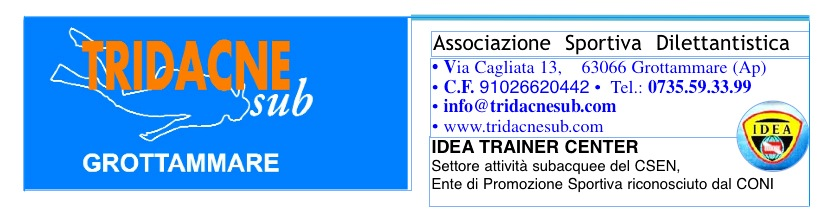 TRIDACNE
sub
GROTTAMMARE
Associazione Sportiva Dilettantistica
• Via Cagliata 13, 63066 Grottammare (Ap)
• C.F. 91026620442 • Tel.: 0735.59.33.99
• info@tridacnesub.com
• www.tridacnesub.com
IDEA
IDEA TRAINER CENTER
Settore attività subacquee del CSEN,
Ente di Promozione Sportiva riconosciuto dal CONI